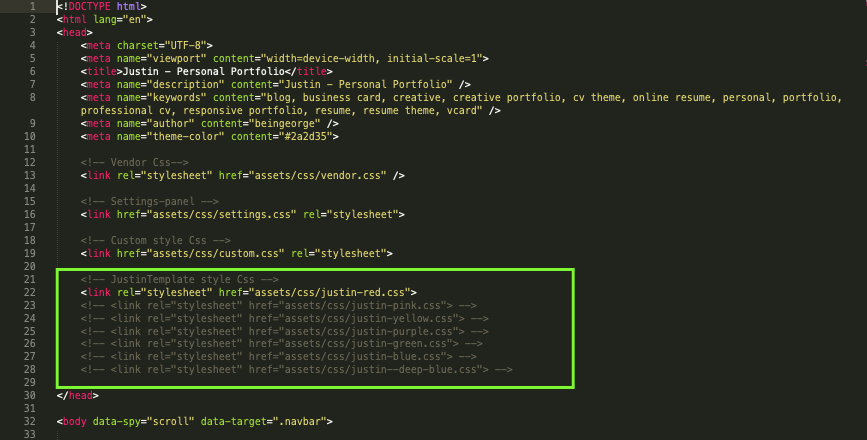 1 <!DOCTYPE html>
2 <html lang="en">
3 <head>
4 <meta charset="UTF-8">
5 <meta name="viewport" content="width=device-width, initial-scale=1">
6 <title>Justin - Personal Portfolio</title>
7 <meta name="description" content="Justin - Personal Portfolio" />
8 <meta name="keywords" content="blog, business card, creative, creative portfolio, cv theme, online resume, personal, portfolio,
professional cv, responsive portfolio, resume, resume theme, vcard" />
9 <meta name="author" content="beingeorge" />
10 <meta name="theme-color" content="#2a2d35">
11
12 <!-- Vendor Css-->
13 <link rel="stylesheet" href="assets/css/vendor.css" />
14
15 <!-- Settings-panel -->
16 <link href="assets/css/settings.css" rel="stylesheet">
17
18 <!-- Custom style Css -->
19 <link href="assets/css/custom.css" rel="stylesheet">
20
21 <!-- JustinTemplate style Css -->
22 <link rel="stylesheet" href="assets/css/justin-red.css">
23 <!-- <link rel="stylesheet" href="assets/css/justin-pink.css"> -->
24 <!-- <link rel="stylesheet" href="assets/css/justin-yellow.css"> -->
25 <!-- <link rel="stylesheet" href="assets/css/justin-purple.css"> -->
26 <!-- <link rel="stylesheet" href="assets/css/justin-green.css"> -->
27 <!-- <link rel="stylesheet" href="assets/css/justin-blue.css"> -->
28 <!-- <link rel="stylesheet" href="assets/css/justin--deep-blue.css"> -->
29
30 </head>
31
32 <body data-spy="scroll" data-target=".navbar">
33